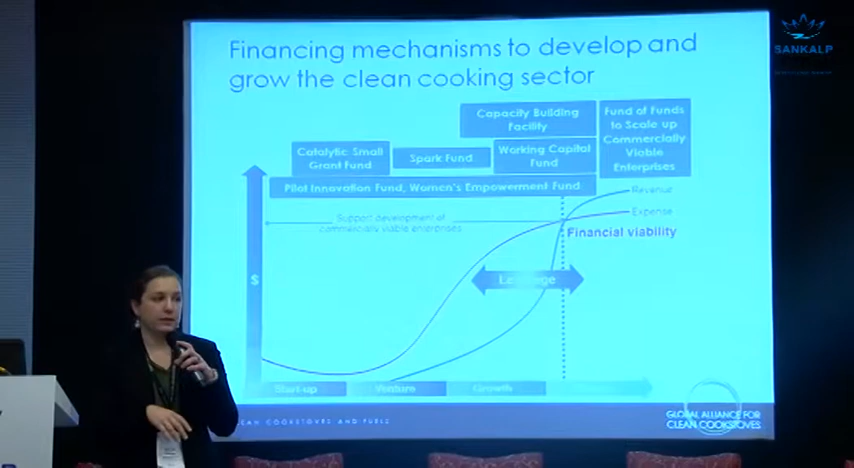 SANKALP
Financing mechanisms to develop and
grow the clean cooking sector
Capacity Building
Facility
Fund of Funds
to Scale up
Commercially
Viable
Enterprises
Catalytic Small
Grant Fund
Spark Fund
Working Capital
Fund
Pilot Innovation Fund, Women's Empowerment Fund
Revenue
Expense
Support development of
commercially viable enterprises
Financial viability
$
Leverage
Start-up
Venture
Growth
CLEAN COOKSTOVES AND FUELS
GLOBAL ALLIANCE FOR
CLEAN COOKSTOVES